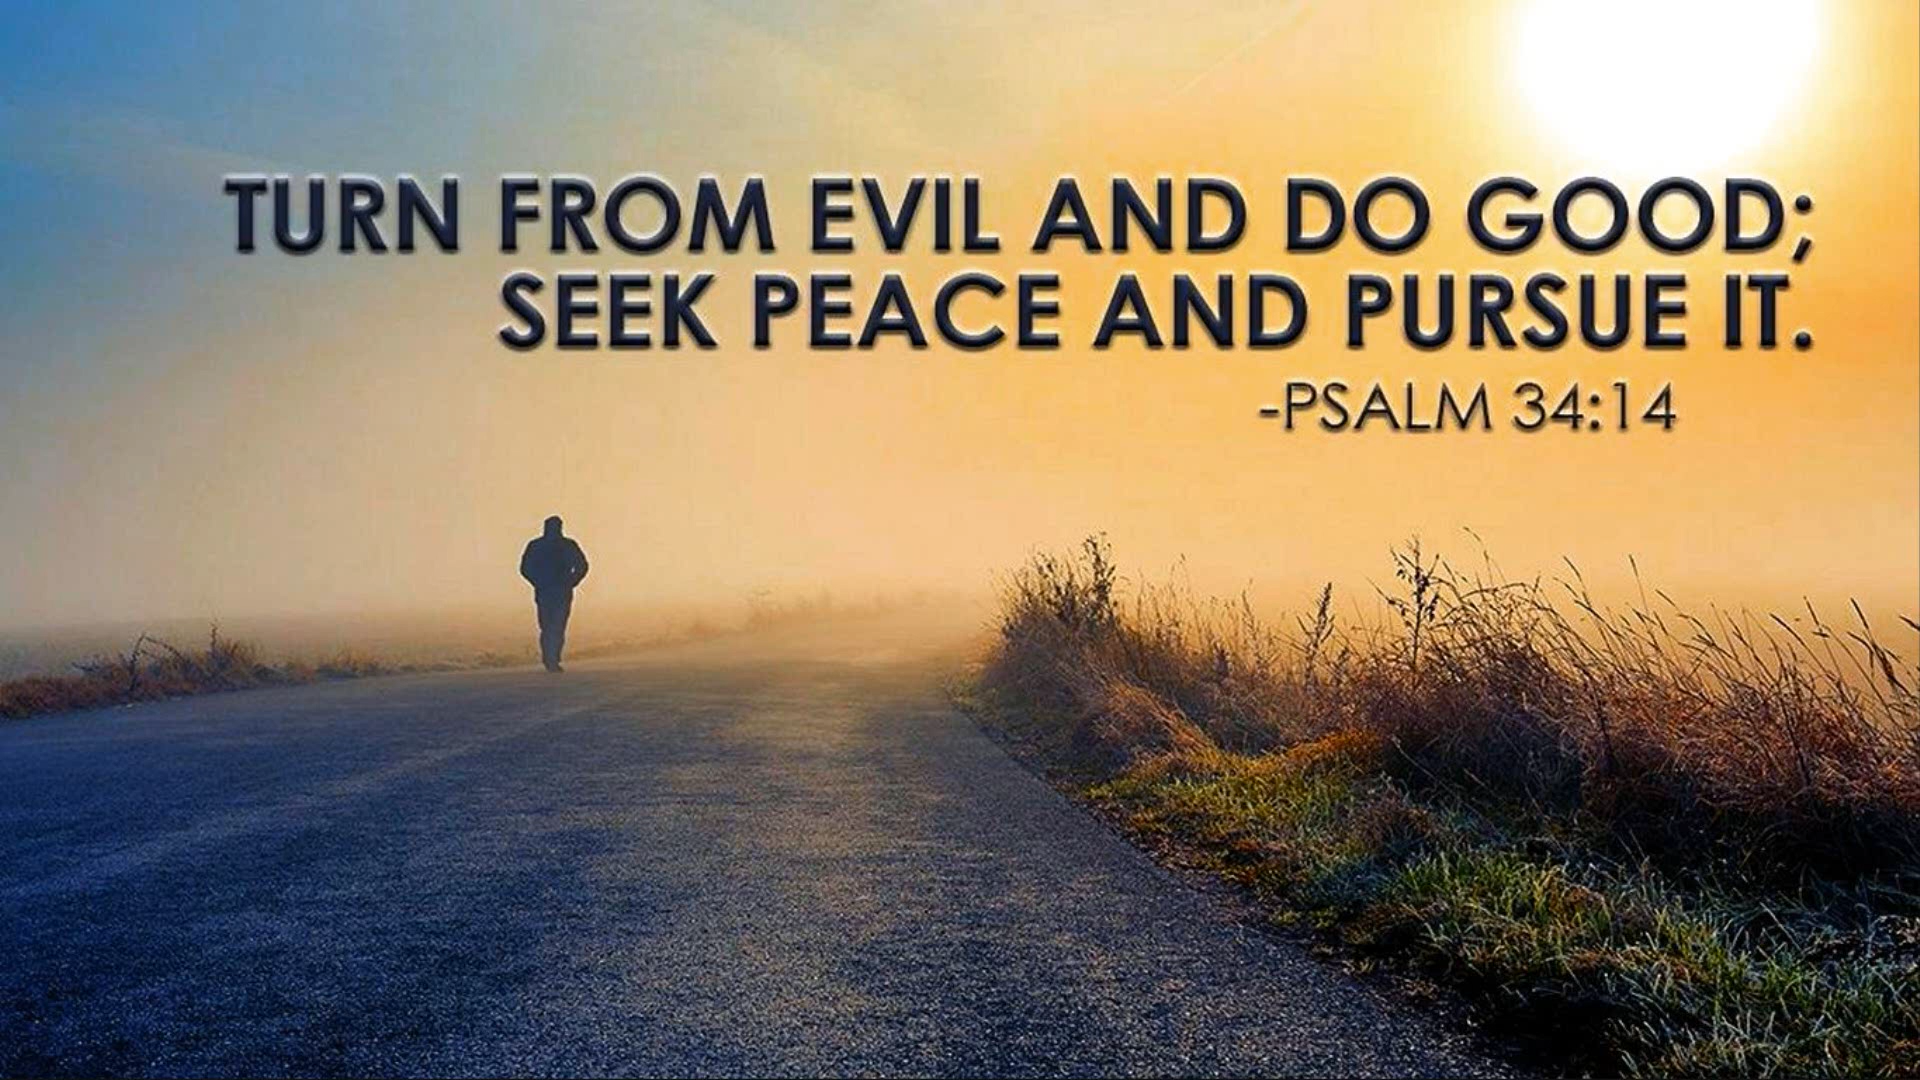 TURN FROM EVIL AND DO GOOD;
SEEK PEACE AND PURSUE IT.
-PSALM 34:14